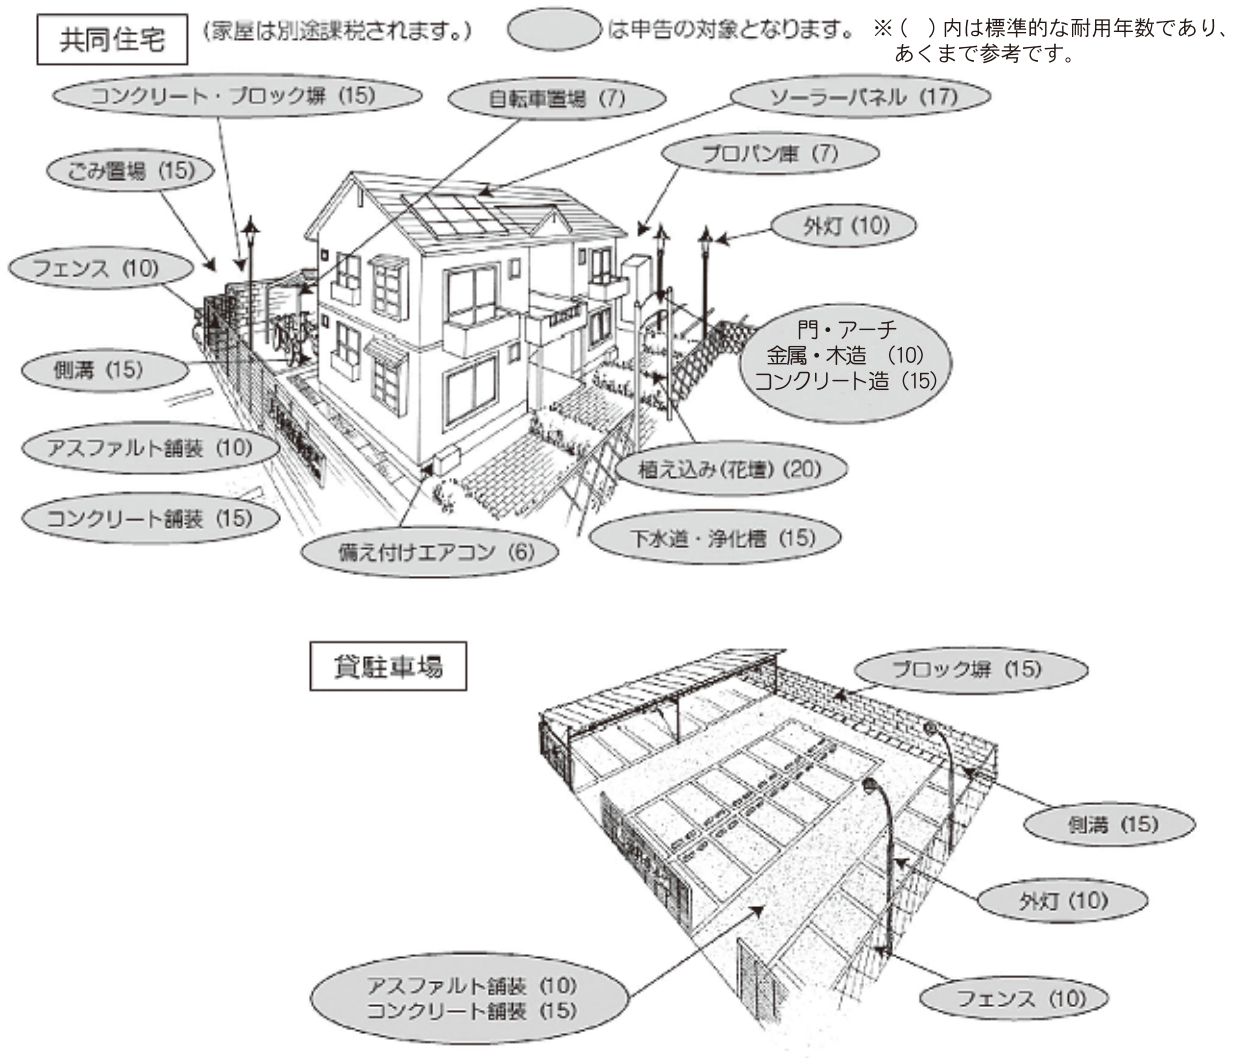 共同住宅
(家屋は別途課税されます。)
は申告の対象となります。
※(　)内は標準的な耐用年数であり、
あくまで参考です。
コンクリート・ブロック塀 (15)
自転車置場 (7)
ソーラーパネル (17)
ごみ置場 (15)
プロパン庫 (7)
外灯 (10)
フェンス (10)
門・アーチ
金属・木造　(10)
コンクリート造 (15)
側溝 (15)
アスファルト舗装 (10)
植え込み(花壇) (20)
コンクリート舗装 (15)
備え付けエアコン (6)
下水道・浄化槽 (15)
貸駐車場
ブロック塀 (15)
側溝 (15)
外灯 (10)
アスファルト舗装 (10)
コンクリート舗装 (15)
フェンス (10)